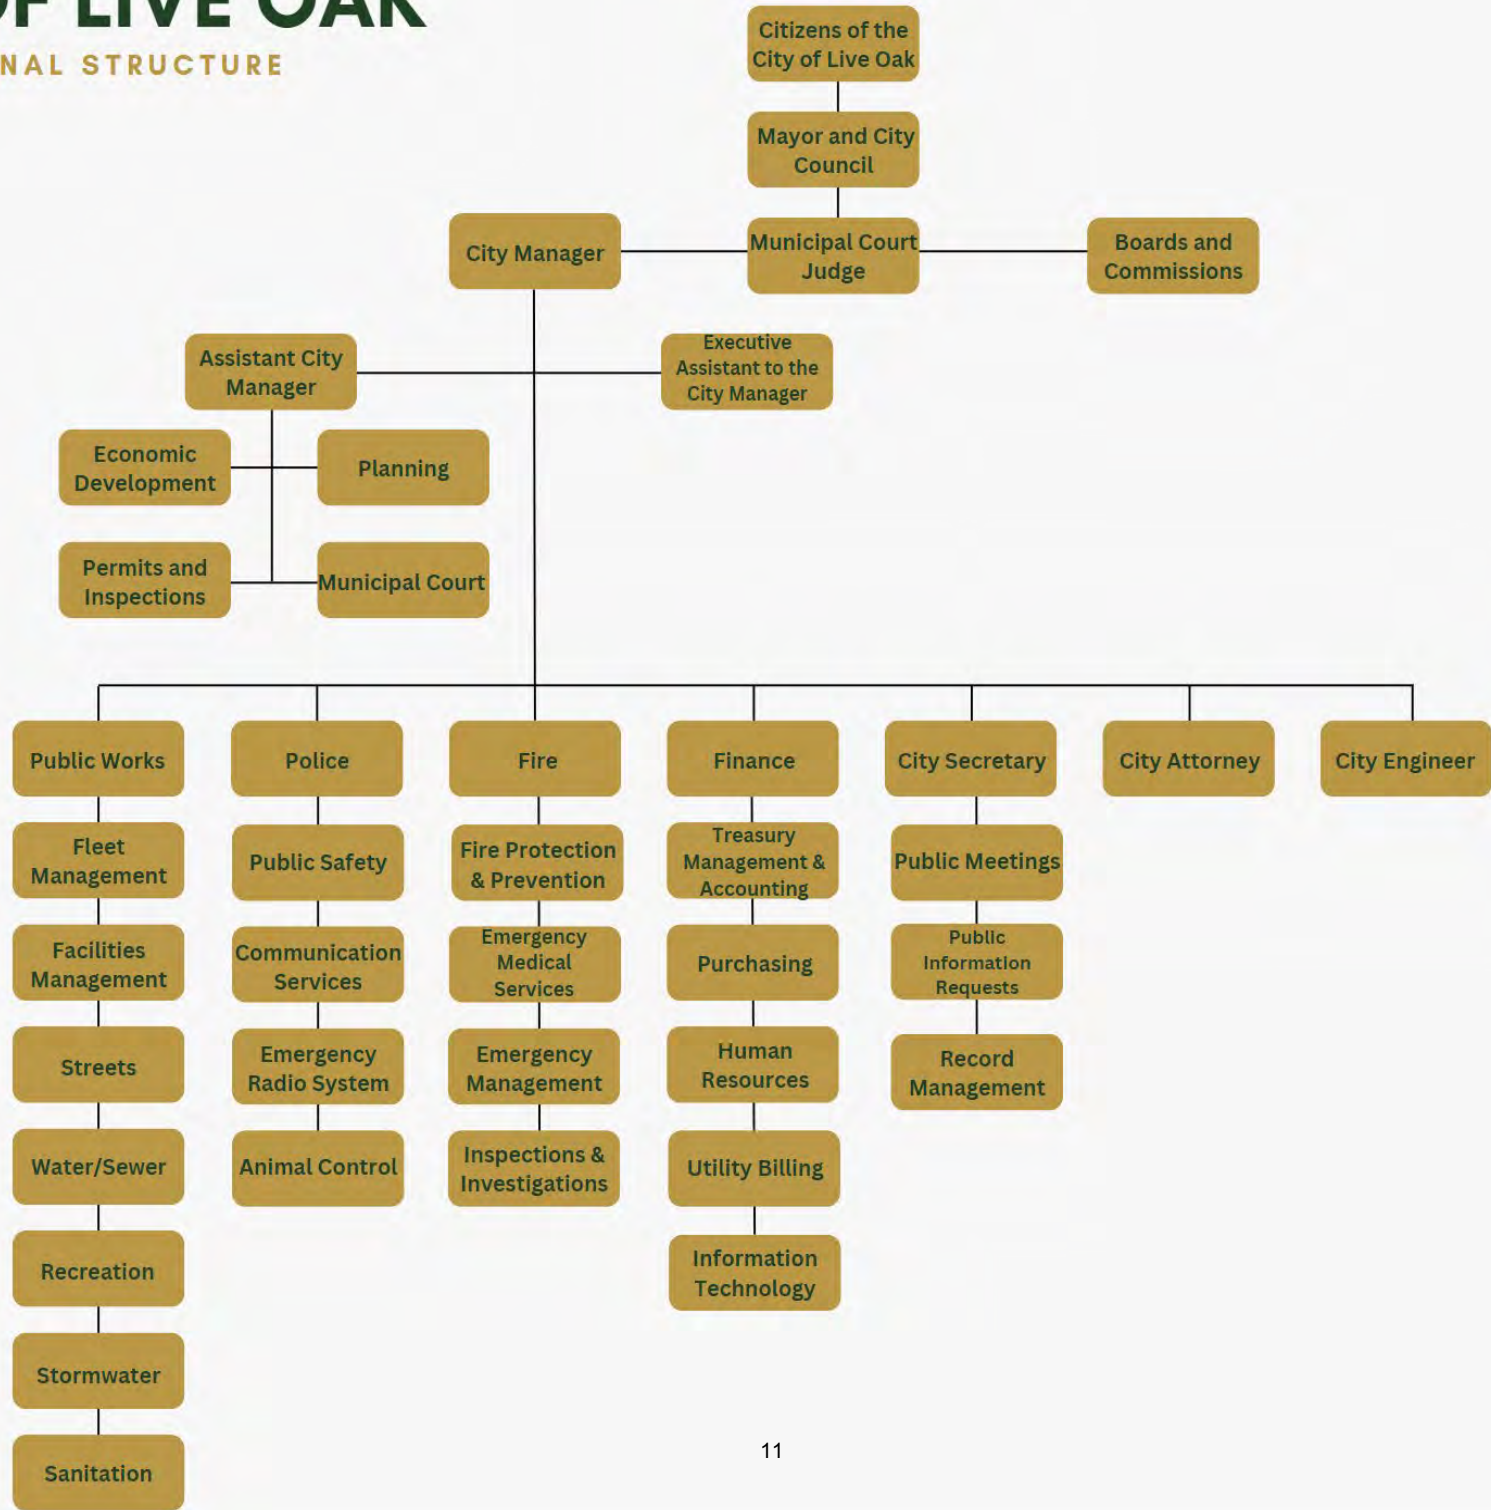 OF LIVE OAK
NAL STRUCTURE
Citizens of the
City of Live Oak
Mayor and City
Council
City Manager
Municipal Court
Judge
Boards and
Commissions
Assistant City
Manager
Executive
Assistant to the
City Manager
Economic
Development
Planning
Permits and
Inspections
Municipal Court
Public Works
Police
Fire
Finance
City Secretary
City Attorney
City Engineer
Fleet
Management
Public Safety
Fire Protection
& Prevention
Treasury
Management &
Accounting
Public Meetings
Facilities
Management
Communication
Services
Emergency
Medical
Services
Purchasing
Public
Information
Requests
Streets
Emergency
Radio System
Emergency
Management
Human
Resources
Record
Management
Water/Sewer
Animal Control
Inspections &
Investigations
Utility Billing
Recreation
Information
Technology
Stormwater
Sanitation
11